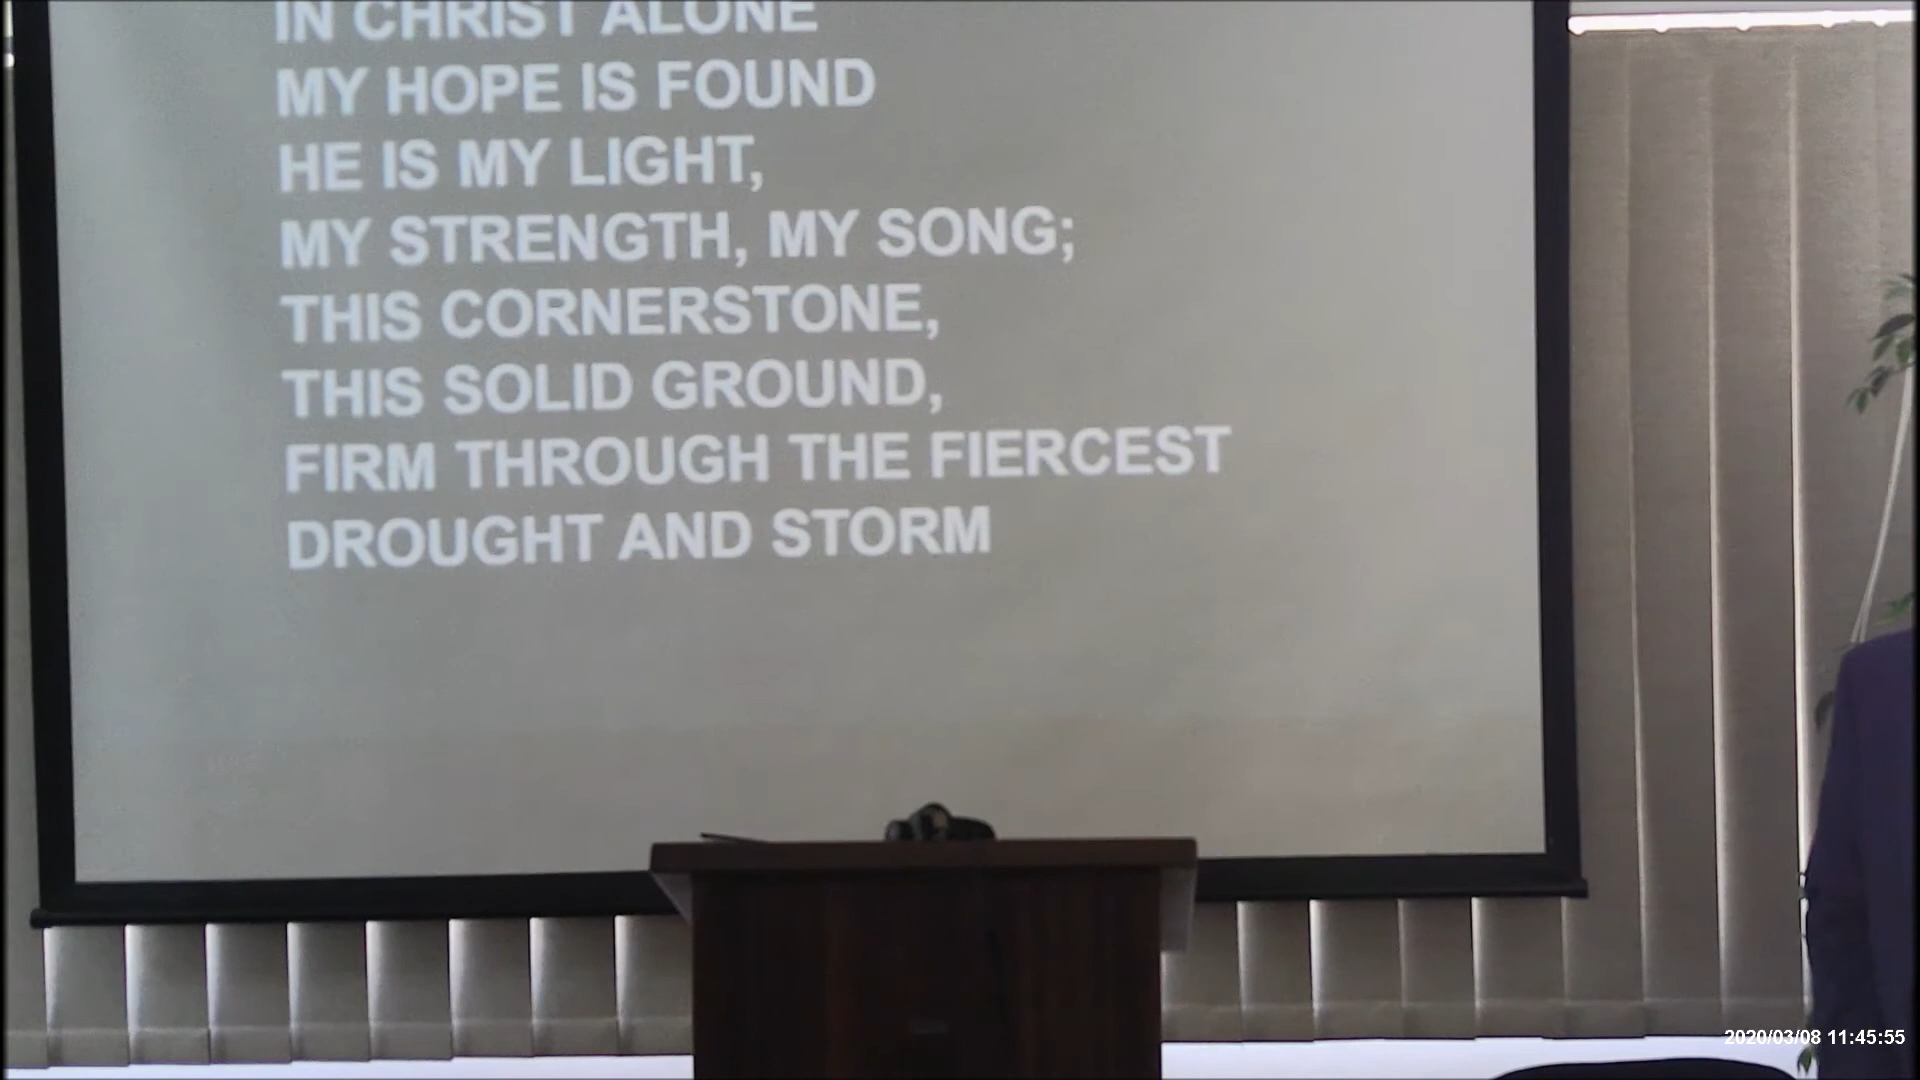 IN CHRIST ALONE
MY HOPE IS FOUND
HE IS MY LIGHT,
MY STRENGTH, MY SONG;
THIS CORNERSTONE,
THIS SOLID GROUND,
FIRM THROUGH THE FIERCEST
DROUGHT AND STORM
2020/03/08 11:45:55